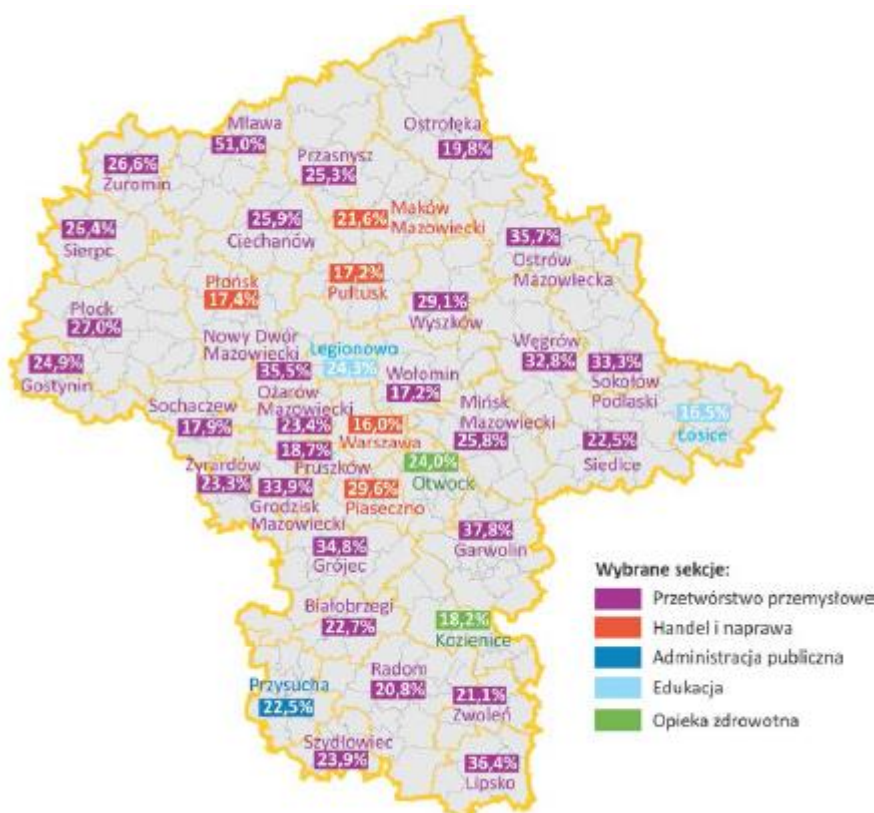 Mława
51,0%
Ostrołęka
19,8%
Przasnysz
25,3%
26,6%
Żuromin
25,9%
Ciechanów
21,6%
Maków
Mazowiecki
26,4%
Sierpc
35,7%
Ostrów
Mazowiecka
Płońsk
17,4%
17,2%
Pułtusk
29,1%
Wyszków
Płock
27,0%
Nowy Dwór
Mazowiecki
35,5%
Legionowo
24,3%
Wołomin
17,2%
Węgrów
32,8%
33,3%
Sokołów
Podlaski
24,9%
Gostynin
Sochaczew
17,9%
Ożarów
Mazowiecki
23,4%
16,0%
Warszawa
Mińsk
Mazowiecki
25,8%
22,5%
Siedlce
16,5%
Łosice
18,7%
Pruszków
24,0%
Otwock
Żyrardów
23,3%
33,9%
Grodzisk
Mazowiecki
29,6%
Piaseczno
37,8%
Garwolin
34,8%
Grójec
Białobrzegi
22,7%
18,2%
Kozienice
Przysucha
22,5%
Radom
20,8%
21,1%
Zwoleń
Szydłowiec
23,9%
36,4%
Lipsko
Wybrane sekcje:
Przetwórstwo przemysłowe
Handel i naprawa
Administracja publiczna
Edukacja
Opieka zdrowotna